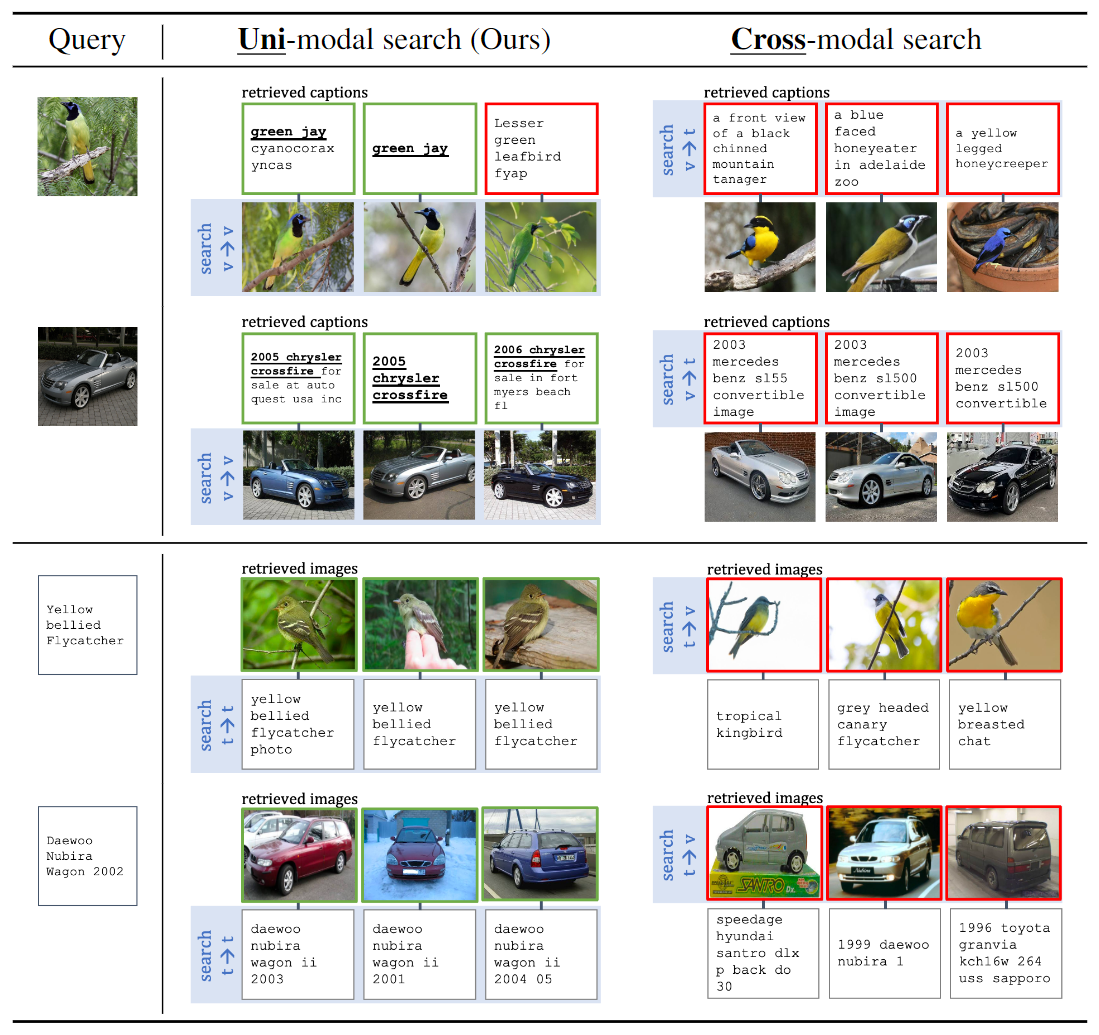 Query
Uni-modal search (Ours)
Cross-modal search
retrieved captions
green jay
cyanocorax
yncas
green jay
Lesser
green
leafbird
fyap
search
v → v
retrieved captions
search
v → t
a front view
of a black
chinned
mountain
tanager
a blue
faced
honeyeater
in adelaide
zoo
a yellow
legged
honeycreeper
retrieved captions
2005 chrysler
crossfire for
sale at auto
quest usa inc
2005
chrysler
crossfire
2006 chrysler
crossfire for
sale in fort
myers beach
fl
search
v → v
retrieved captions
search
v → t
2003
mercedes
benz sl55
convertible
image
2003
mercedes
benz sl500
convertible
image
2003
mercedes
benz sl500
convertible
Yellow
bellied
Flycatcher
retrieved images
search
t → t
yellow
bellied
flycatcher
photo
yellow
bellied
flycatcher
yellow
bellied
flycatcher
retrieved images
search
t → v
tropical
kingbird
grey headed
canary
flycatcher
yellow
breasted
chat
Daewoo
Nubira
Wagon 2002
retrieved images
search
t → t
daewoo
nubira
wagon ii
2003
daewoo
nubira
wagon ii
2001
daewoo
nubira
wagon ii
2004 05
retrieved images
search
t → v
SANTRO Dx.
speedage
hyundai
santro dlx
p back do
30
1999 daewoo
nubira 1
1996 toyota
granvia
kch16w 264
uss sapporo